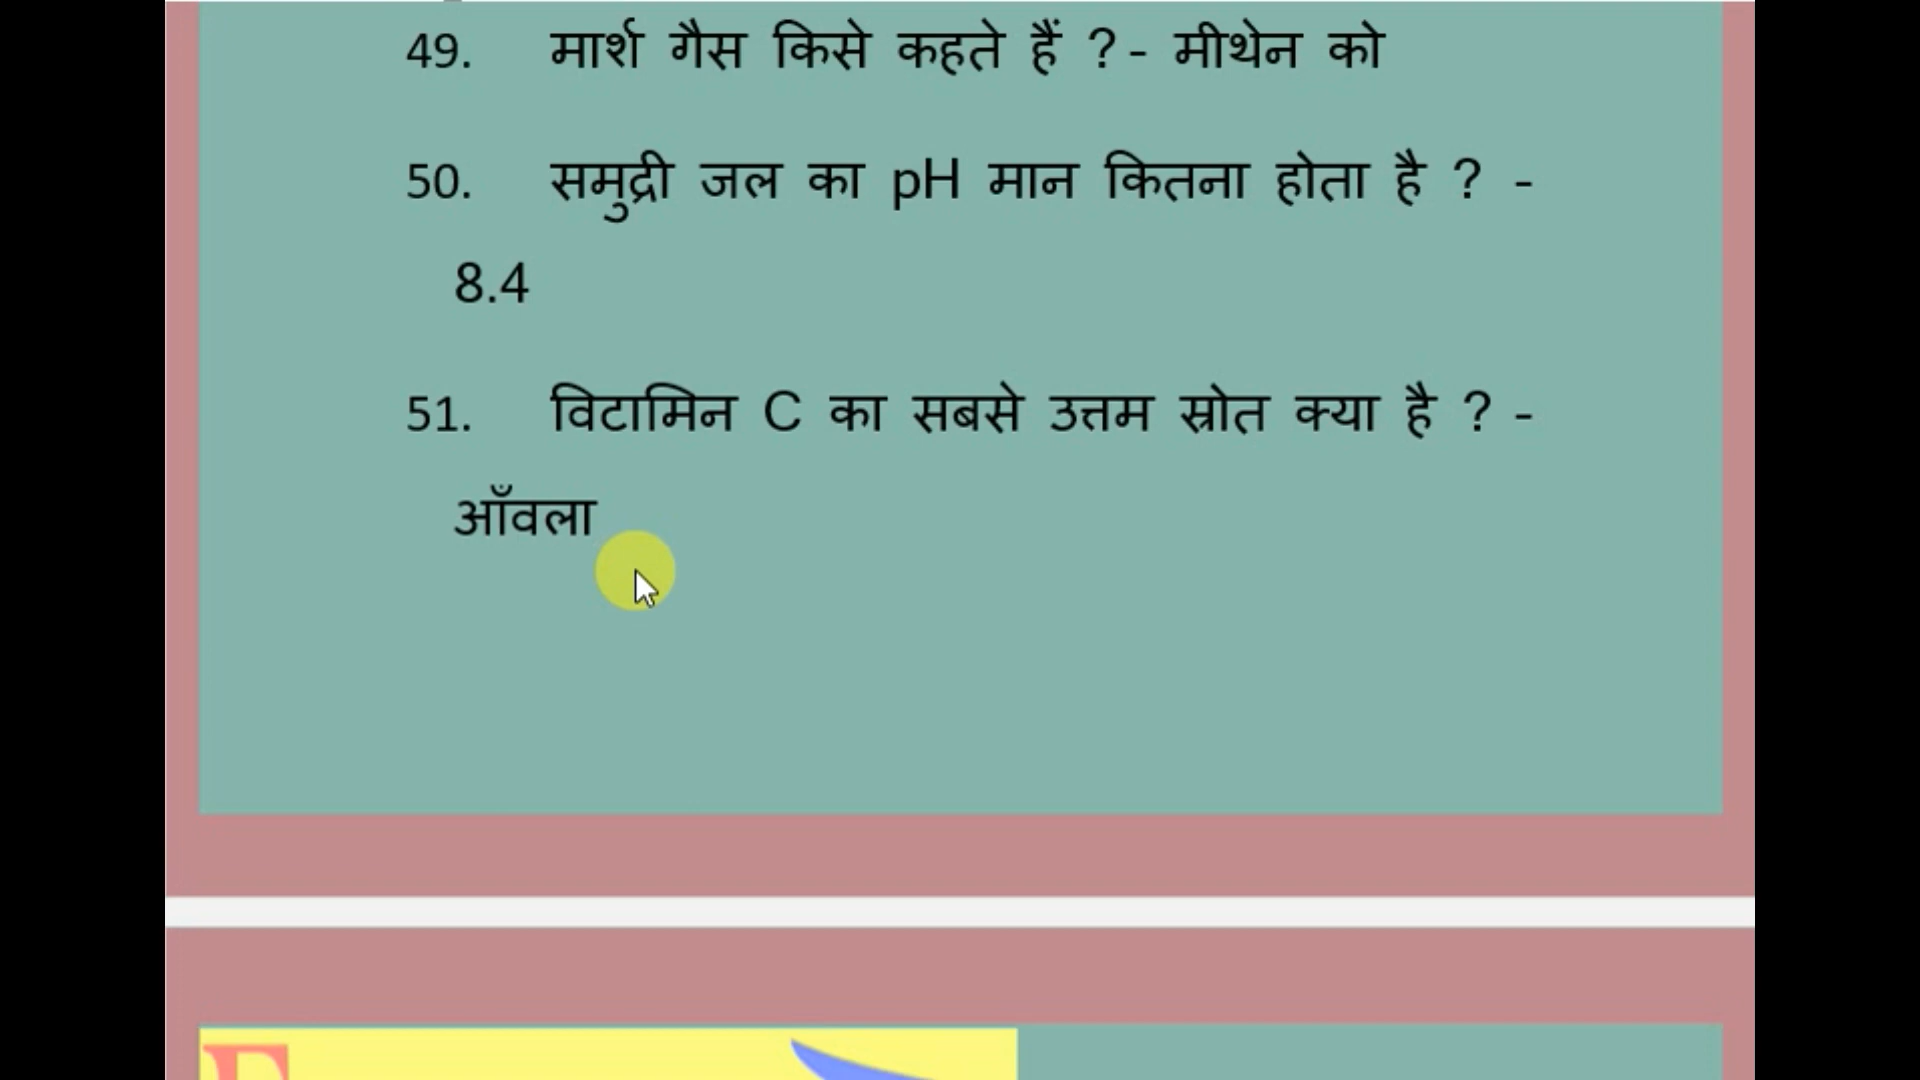 49. मार्श गैस किसे कहते हैं ? - मीथेन को
50. समुद्री जल का pH मान कितना होता है ? -
8.4
51. विटामिन C का सबसे उत्तम स्रोत क्या है ? -
आँवला